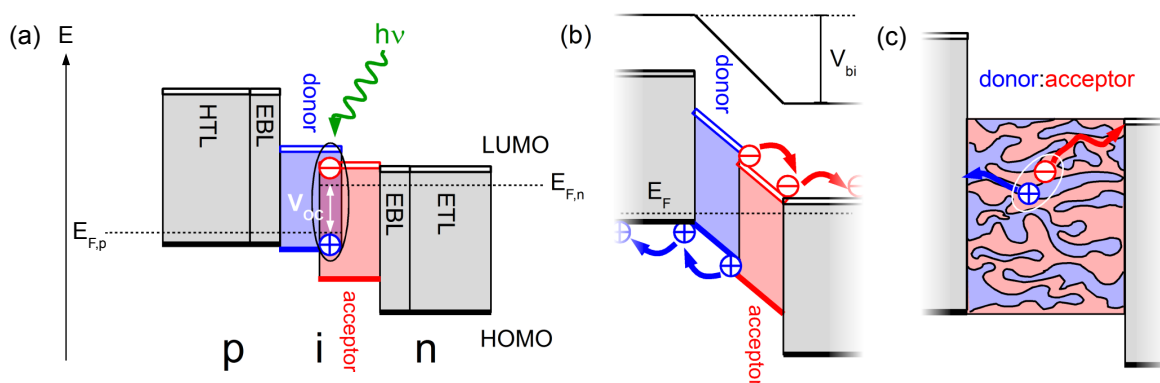 (a)
E
hν
donor
HTL
EBL
LUMO
E_F,n
V_OC
E_F,p
EBL
ETL
acceptor
HOMO
p
i
n
(b)
V_bi
donor
E_F
acceptor
(c)
donor:acceptor